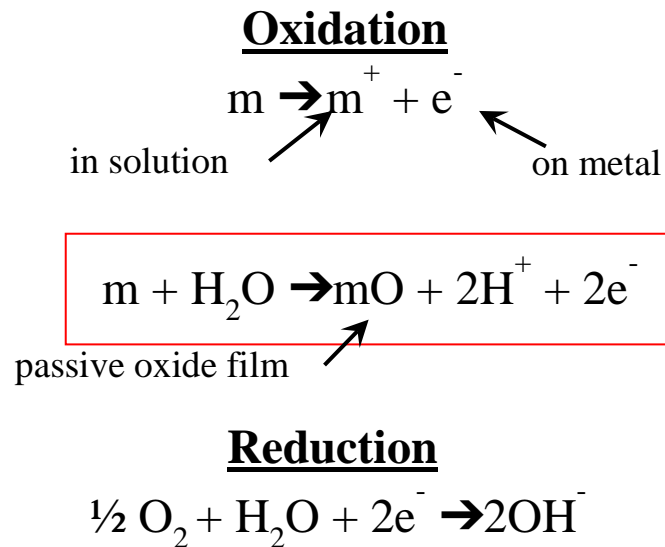 Oxidation
m ➔ m⁺ + e⁻
in solution
on metal
m + H₂O ➔ mO + 2H⁺ + 2e⁻
passive oxide film
Reduction
½ O₂ + H₂O + 2e⁻ ➔ 2OH⁻